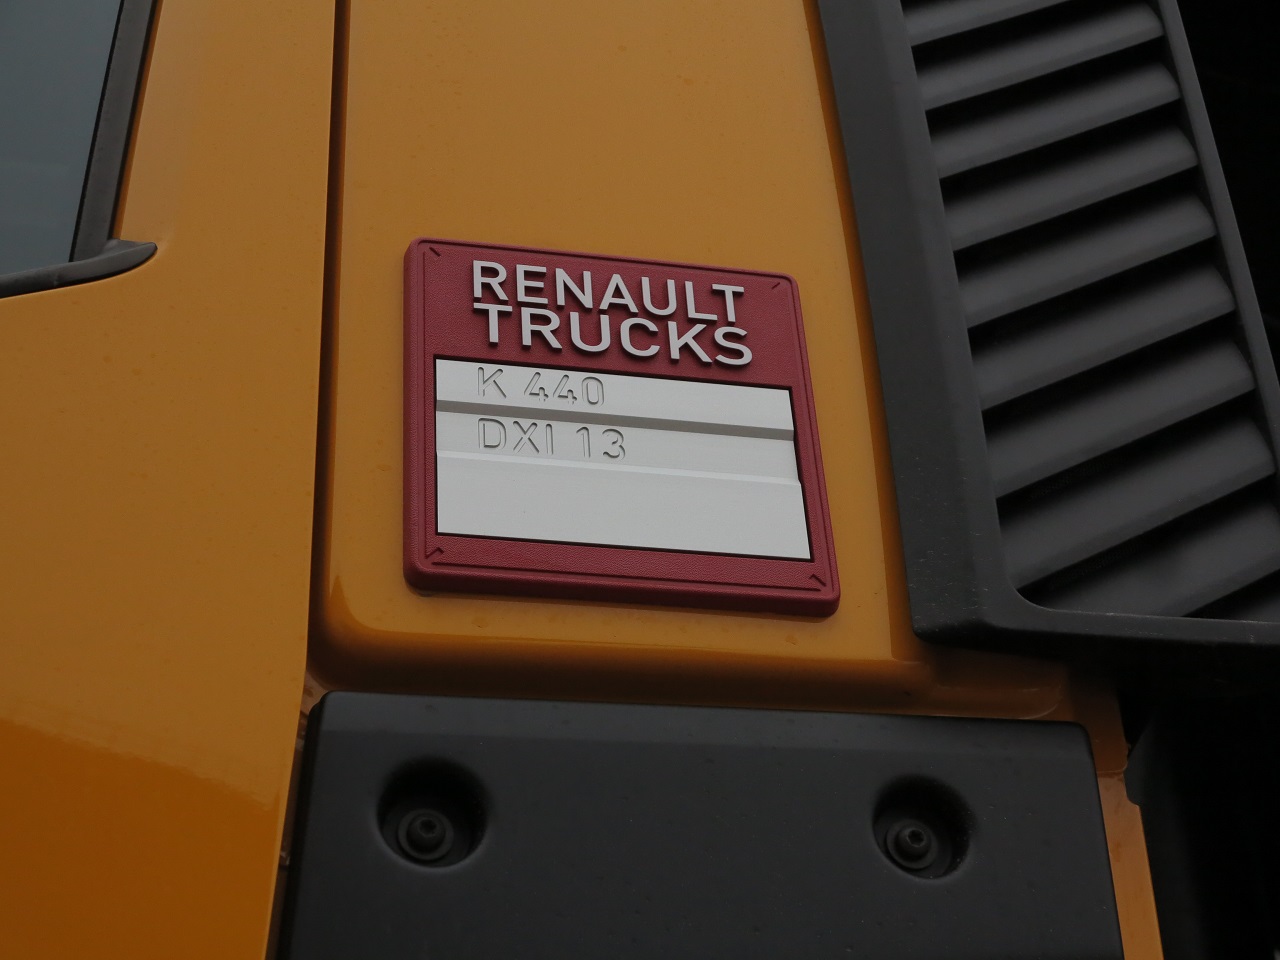 RENAULT
TRUCKS
K 440
DXI 13